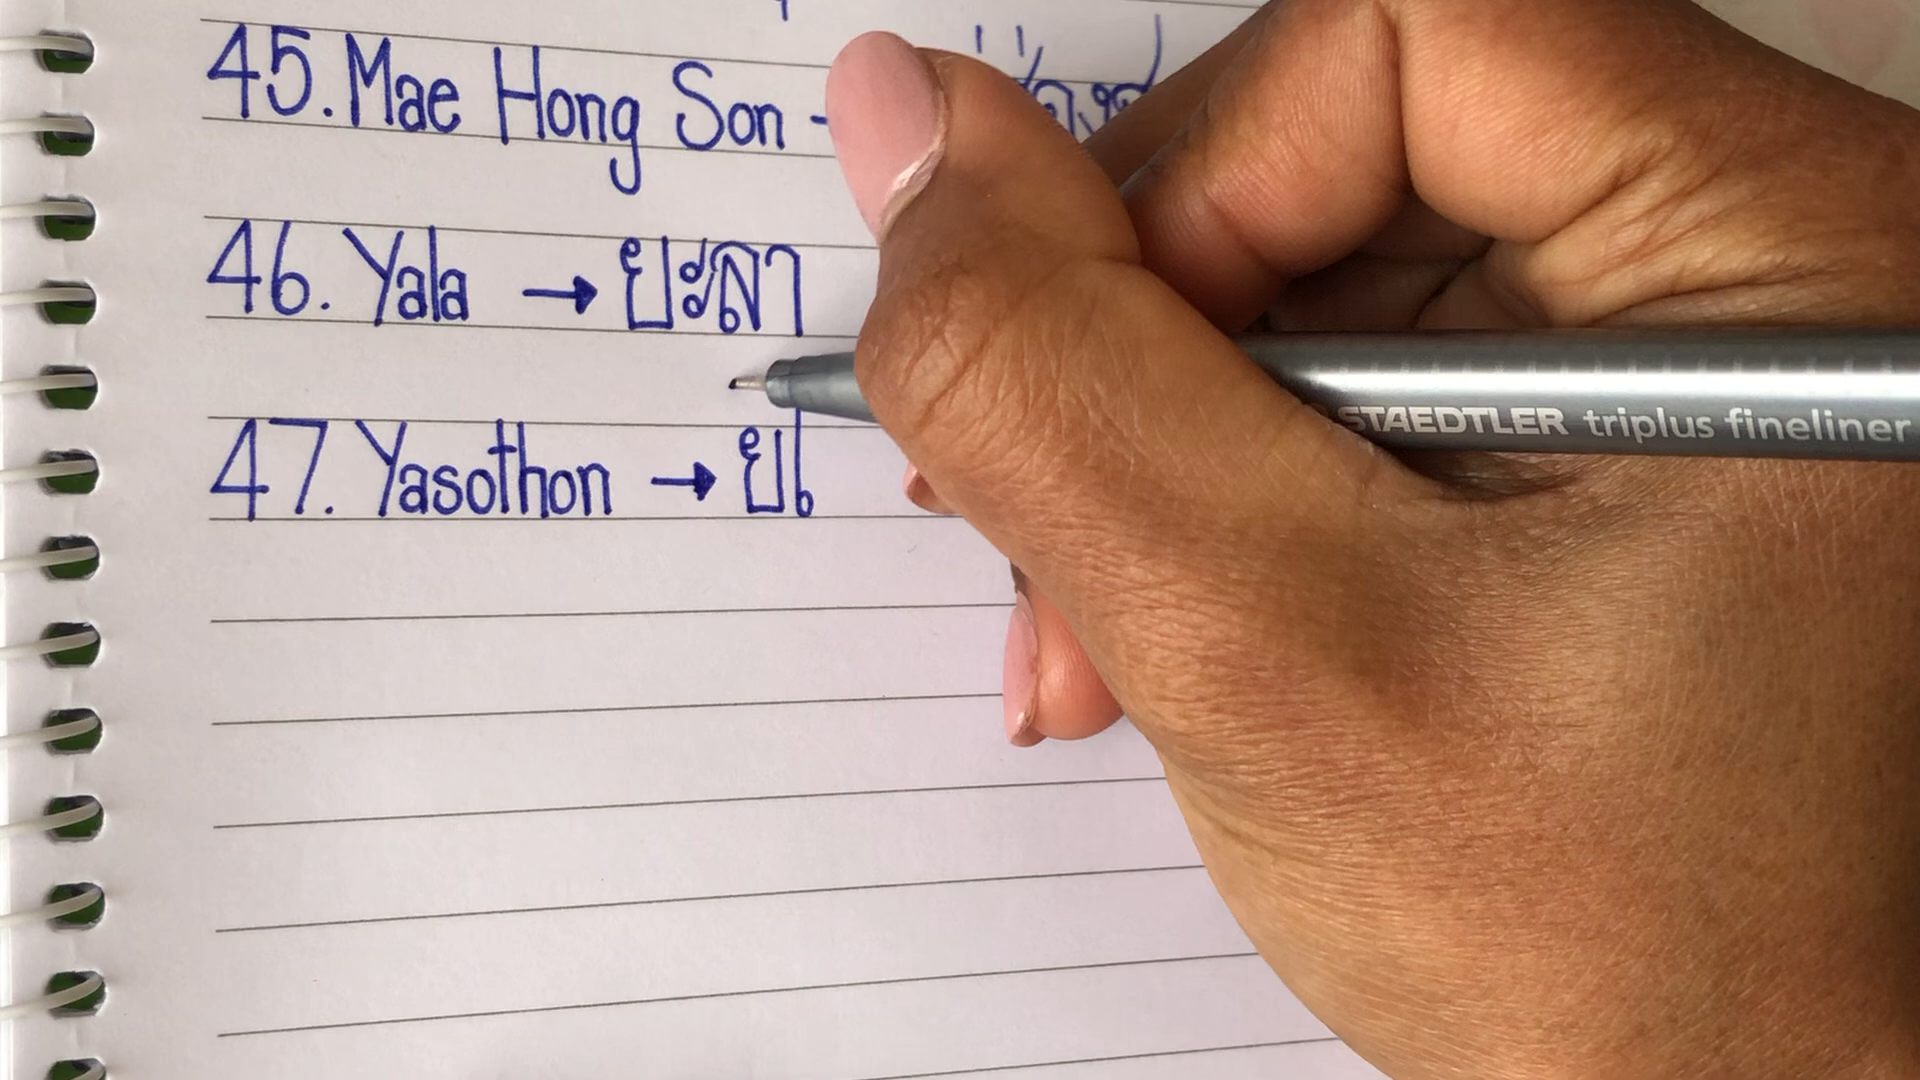 45. Mae Hong Son -
46. Yala → ยะลา
47. Yasothon → ยโ
STAEDTLER triplus fineliner